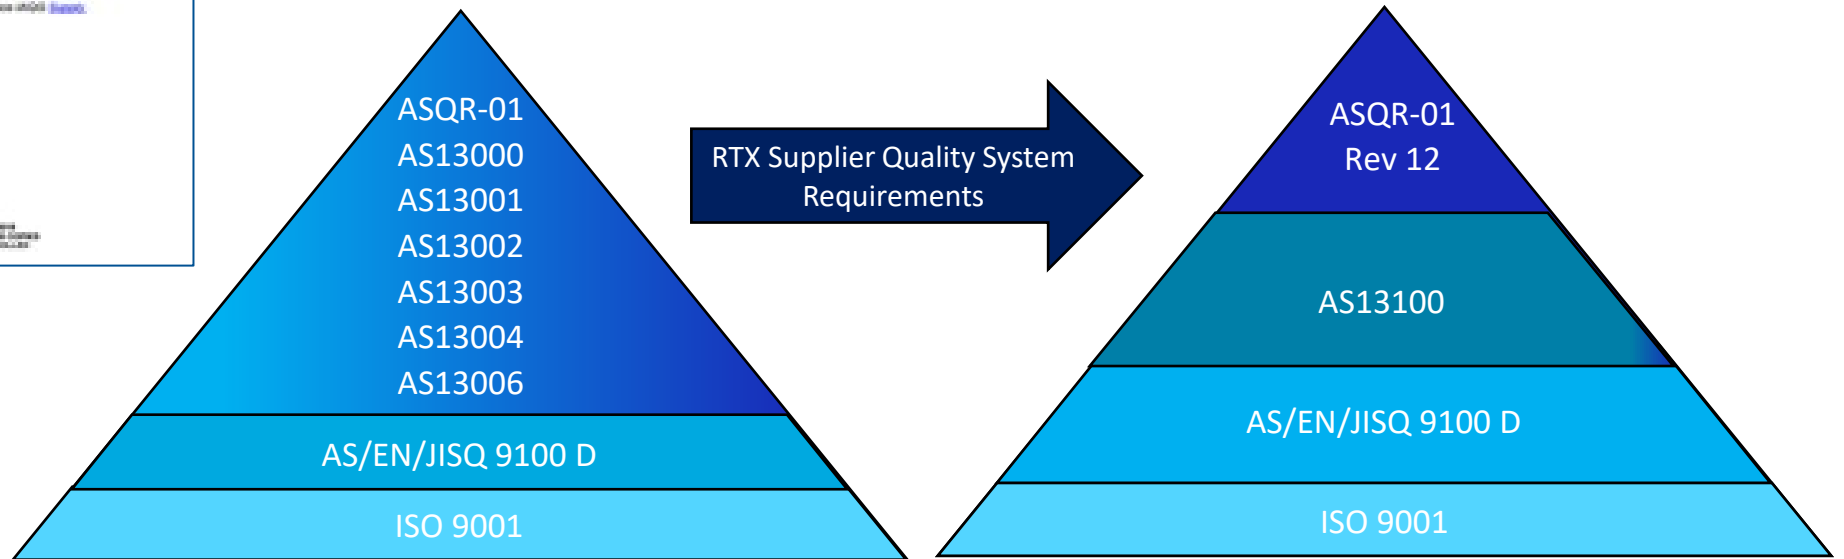 Supply
ASQR-01
AS13000
AS13001
AS13002
AS13003
AS13004
AS13006
AS/EN/JISQ 9100 D
ISO 9001
RTX Supplier Quality System
Requirements
ASQR-01
Rev 12
AS13100
AS/EN/JISQ 9100 D
ISO 9001